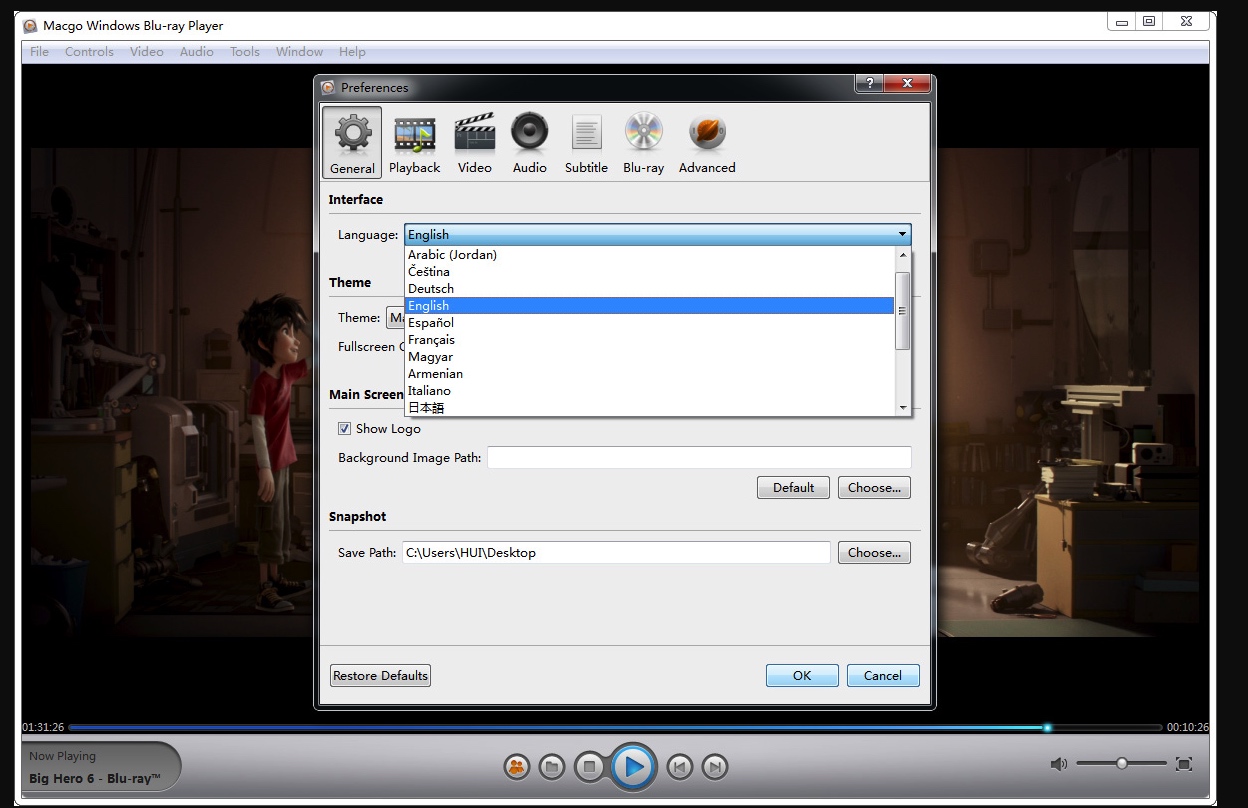 Macgo Windows Blu-ray Player
File Controls Video Audio Tools Window Help
Preferences
?
General Playback Video Audio Subtitle Blu-ray Advanced
Interface
Language: English
Arabic (Jordan)
Čeština
Deutsch
English
Español
Français
Magyar
Armenian
Italiano
日本語
Theme
Theme:
Fullscreen
Main Screen
Show Logo
Background Image Path:
Default Choose...
Snapshot
Save Path: C:\Users\HUI\Desktop Choose...
Restore Defaults OK Cancel
01:31:26 00:10:26
Now Playing
Big Hero 6 - Blu-ray™